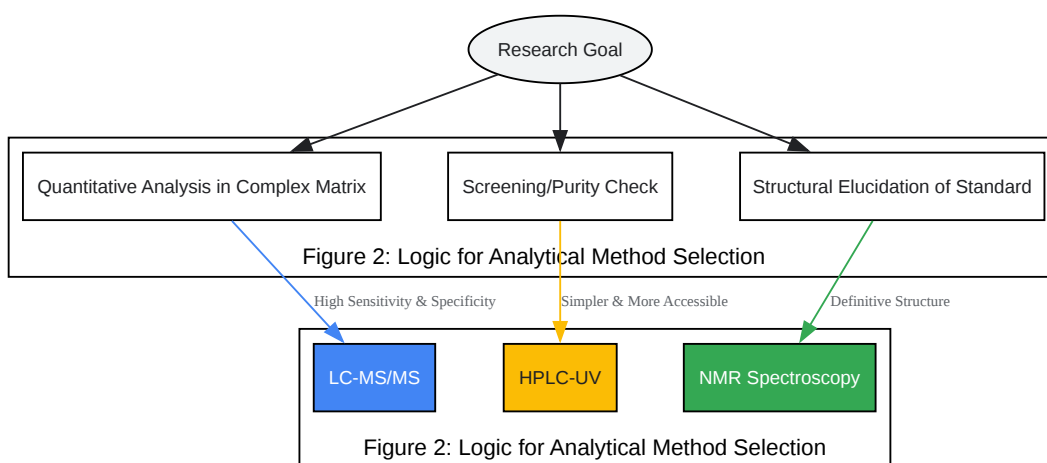 Research Goal
Quantitative Analysis in Complex Matrix
Screening/Purity Check
Structural Elucidation of Standard
Figure 2: Logic for Analytical Method Selection
High Sensitivity & Specificity
Simpler & More Accessible
Definitive Structure
LC-MS/MS
HPLC-UV
NMR Spectroscopy
Figure 2: Logic for Analytical Method Selection